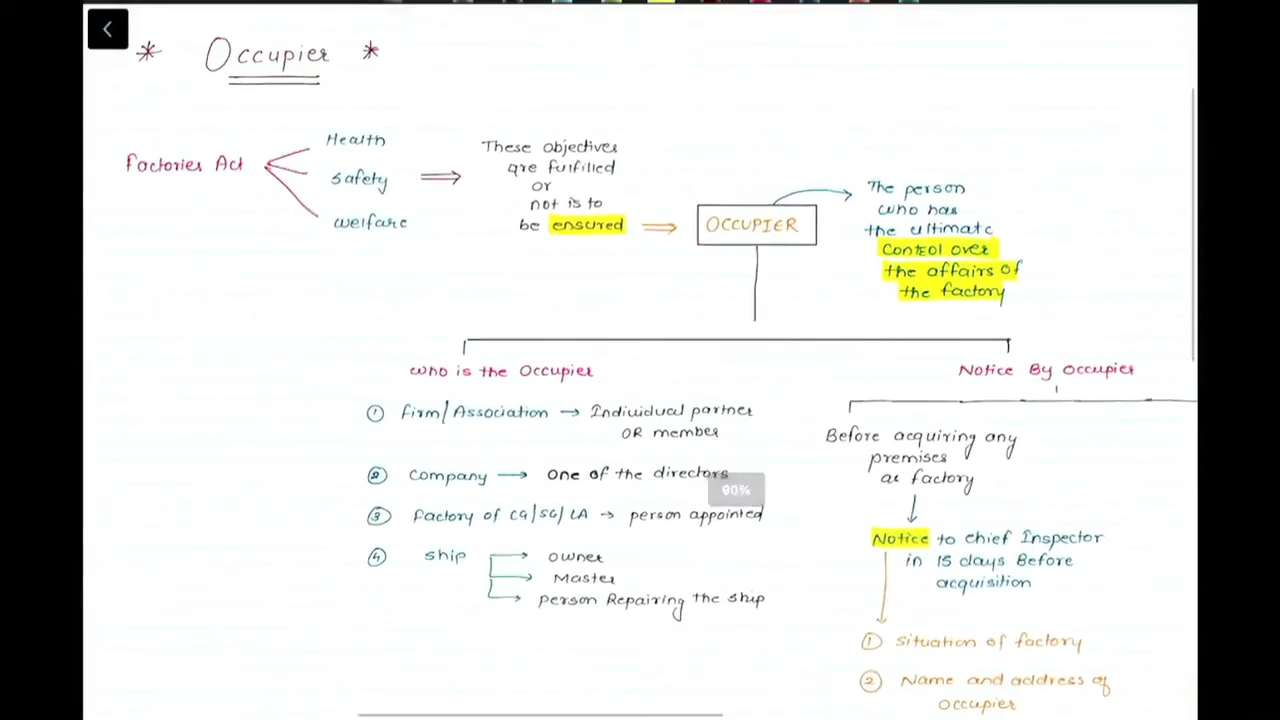 * Occupier *
Factories Act
Health
Safety
welfare
These objectives
are fulfilled
or
not is to
be ensured
OCCUPIER
The person
who has
the ultimate
Control over
the affairs of
the factory
who is the Occupier
① Firm/Association → Individual partner
OR member
② Company → one of the directors
③ factory of CG/SG/LA → person appointed
④ ship
owner
Master
person Repairing the ship
90%
Notice By Occupier
Before acquiring any
premises
as factory
Notice to chief Inspector
in 15 days Before
acquisition
① Situation of factory
② Name and address of
occupier